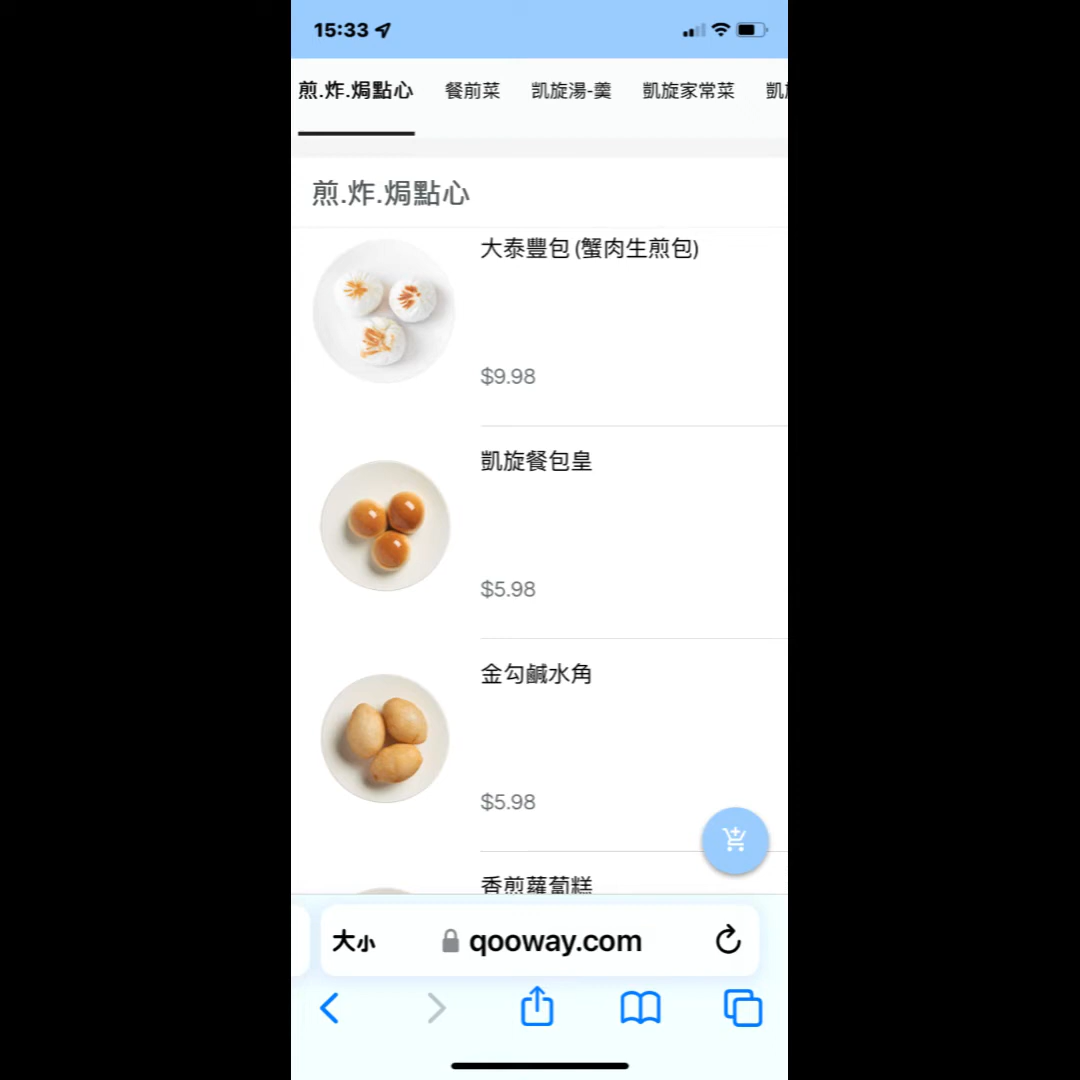 15:33
煎.炸.焗點心 餐前菜 凱旋湯-羹 凱旋家常菜
煎.炸.焗點心
大泰豐包 (蟹肉生煎包)
$9.98
凱旋餐包皇
$5.98
金勾鹹水角
$5.98
香煎蘿蔔糕
大小 qooway.com